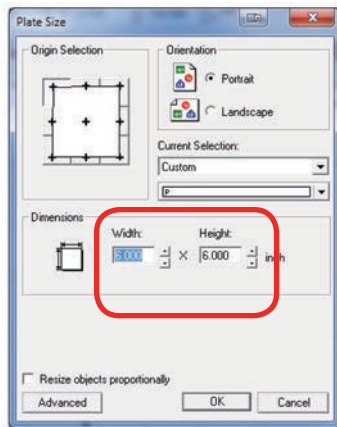 Plate Size
Origin Selection
Orientation
Portrait
Landscape
Current Selection:
Custom
P
Dimensions
Width:
Height:
6.000
X
6.000
inch
Resize objects proportionally
Advanced
OK
Cancel